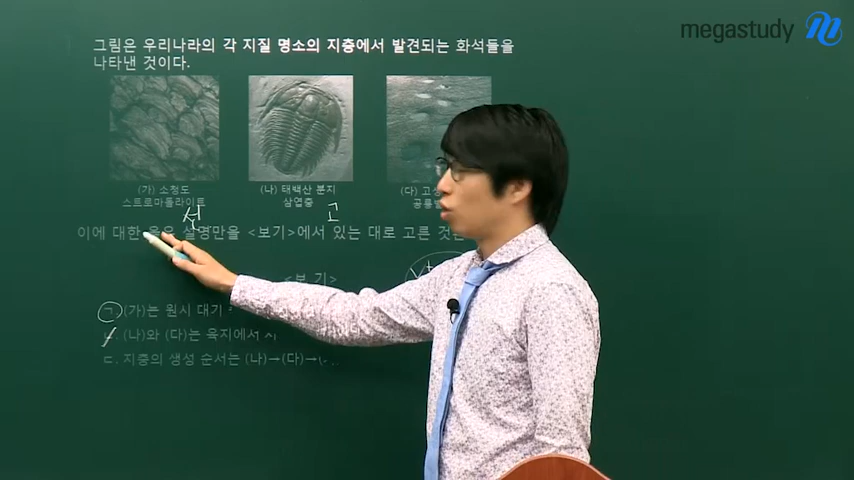 megastudy
그림은 우리나라의 각 지질 명소의 지층에서 발견되는 화석들을
나타낸 것이다.
(가) 소청도 (나) 태백산 분지 (다)
스트로마톨라이트 삼엽충
선 고
이에 대한 옳은 설명만을 <보기>에서 있는 대로 고른 것은
<보 기>
ㄱ. (가)는 원시 대기
ㄴ. (나)와 (다)는 육지에서
ㄷ. 지층의 생성 순서는 (나)→(다)→